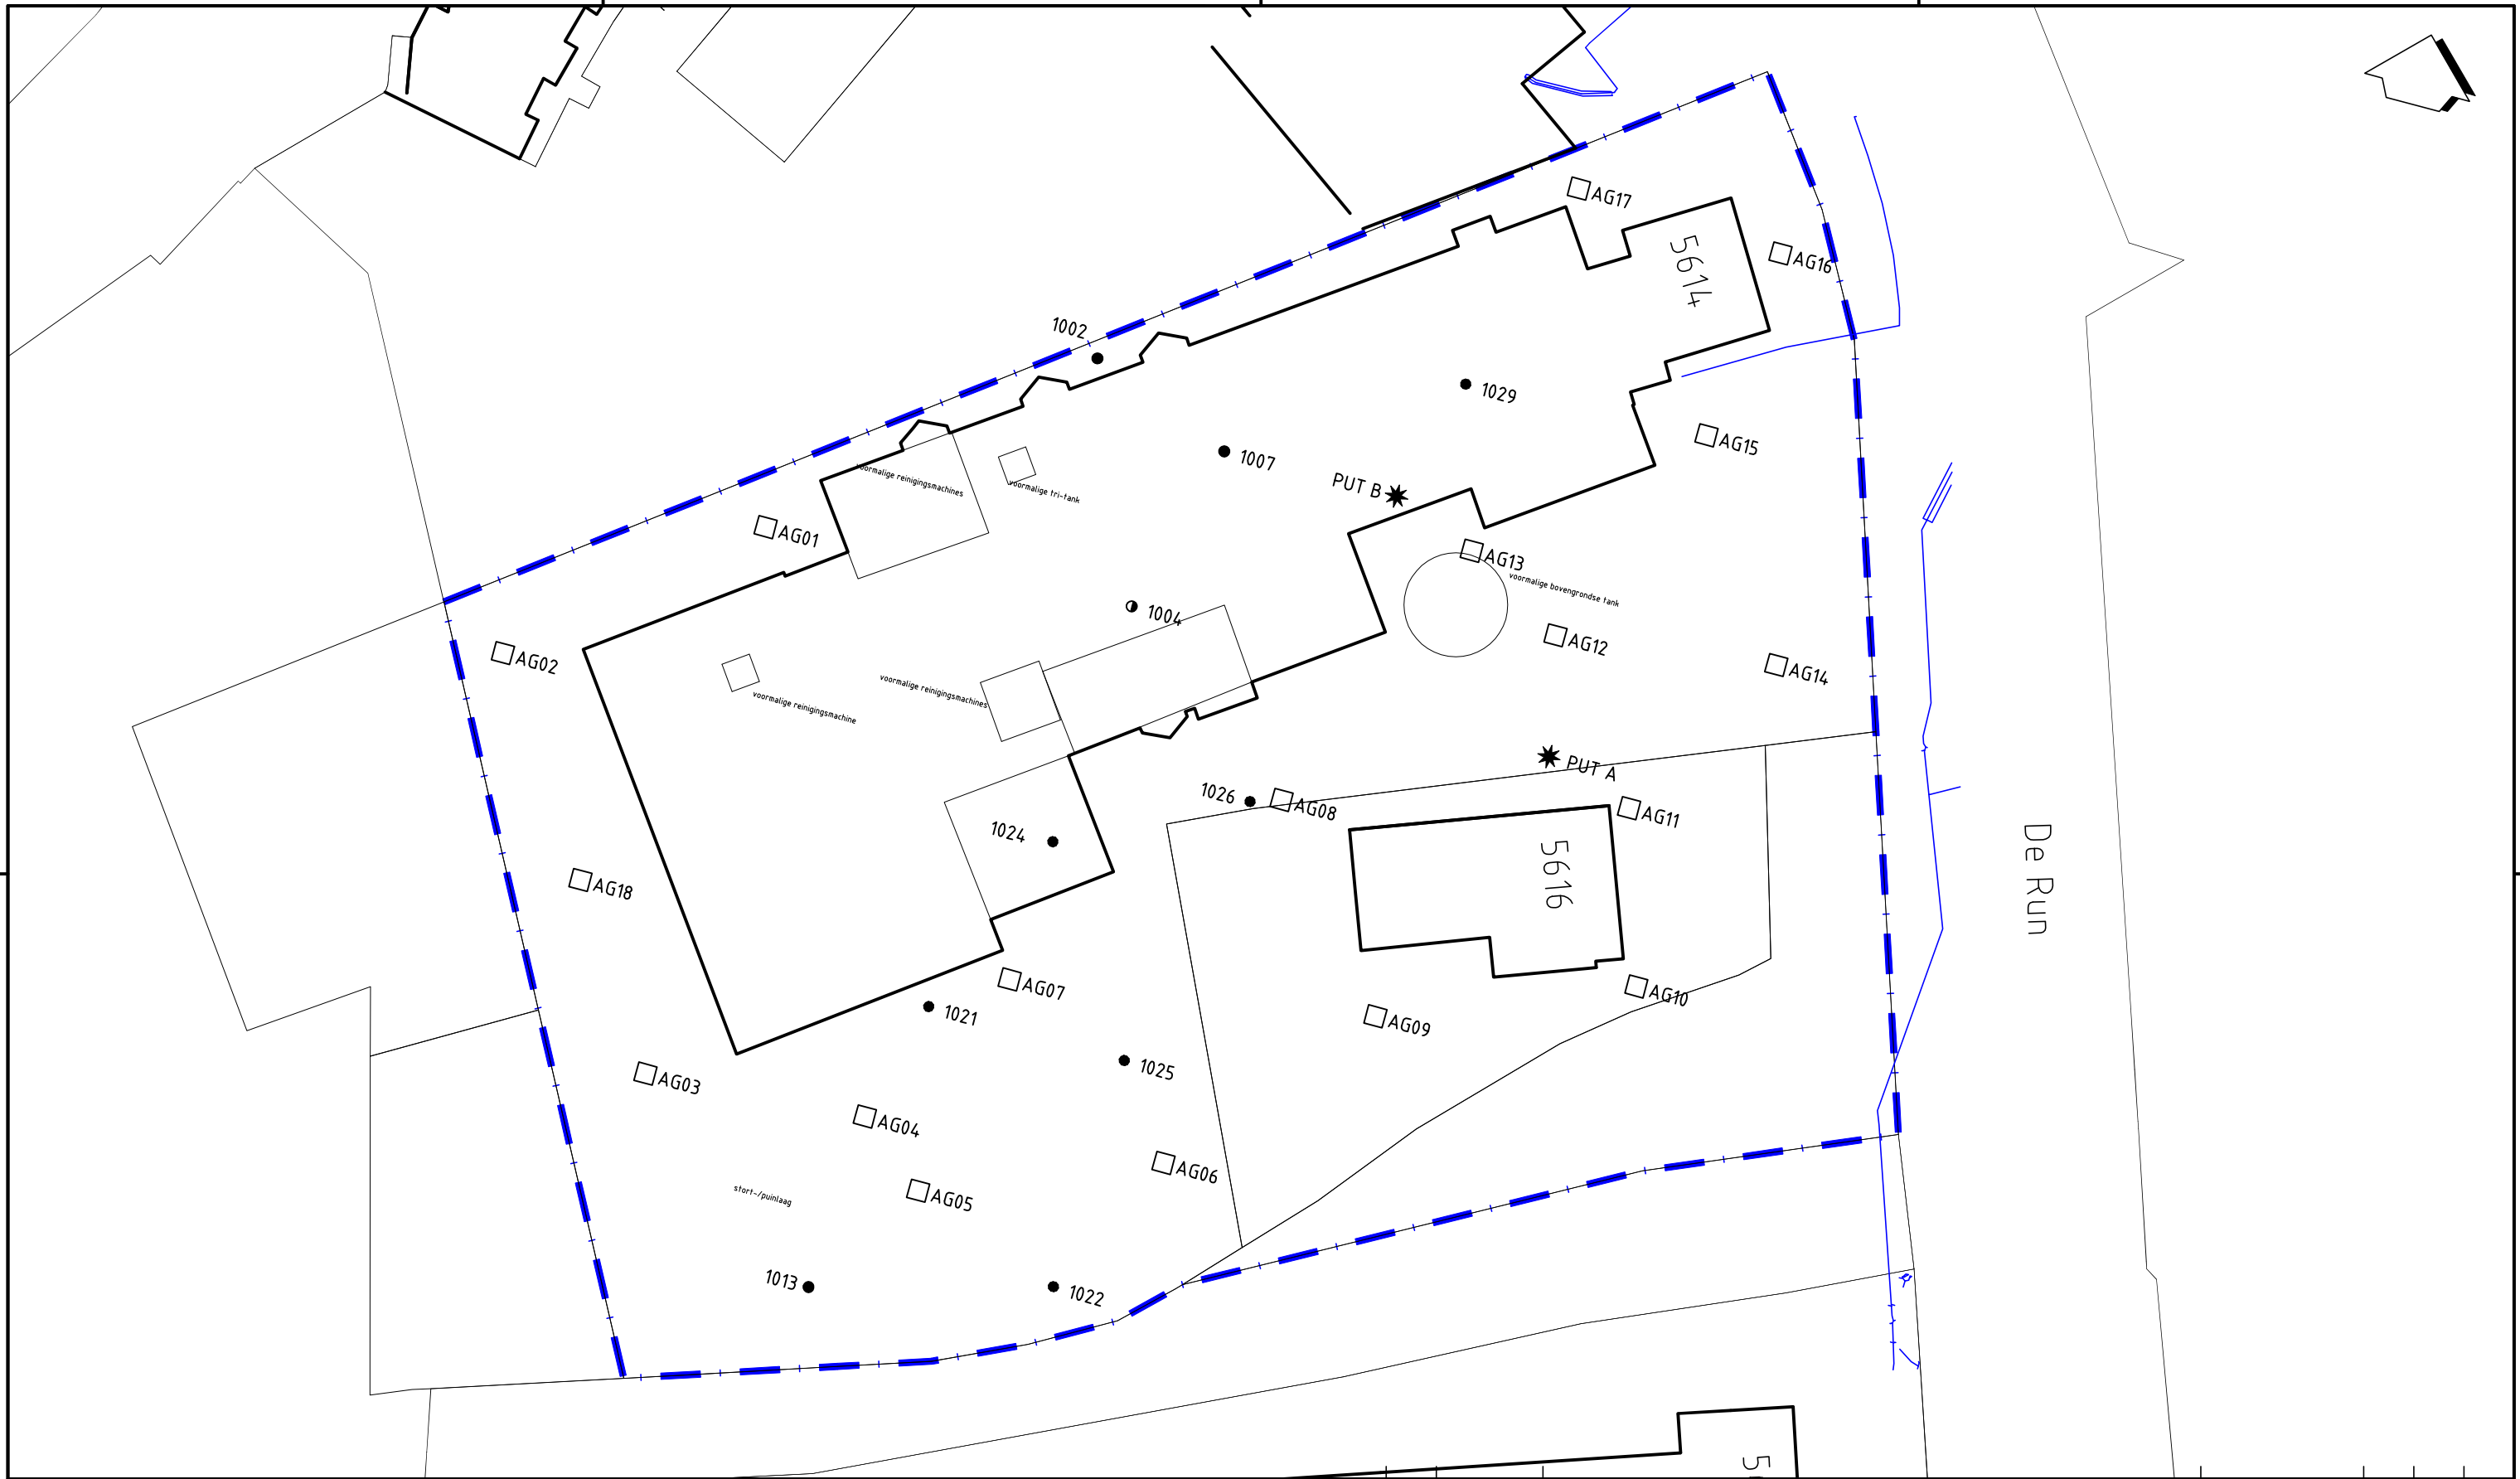 AG17
5614
AG16
1002
1029
AG15
1007
voormalige reinigingsmachines
voormalige tri-tank
PUT B
AG01
AG13
voormalige bovengrondse tank
1004
AG12
AG02
AG14
voormalige reinigingsmachines
voormalige reinigingsmachine
PUT A
1026
AG08
AG11
1024
5616
De Run
AG18
AG07
AG10
1021
AG09
1025
AG03
AG04
AG06
AG05
stort-/puinlaag
1013
1022